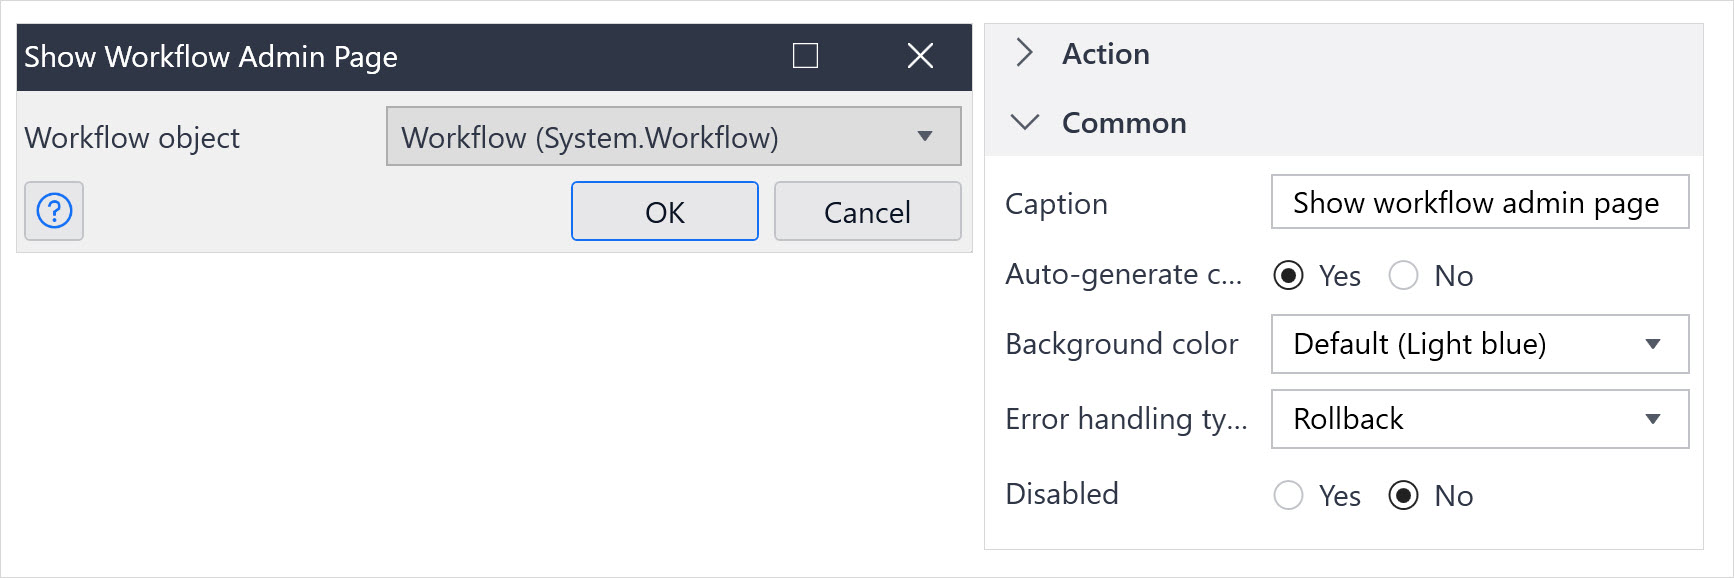 Show Workflow Admin Page
Workflow object
Workflow (System.Workflow)
?
OK
Cancel
Action
Common
Caption
Show workflow admin page
Auto-generate c...
Yes
No
Background color
Default (Light blue)
Error handling ty...
Rollback
Disabled
Yes
No